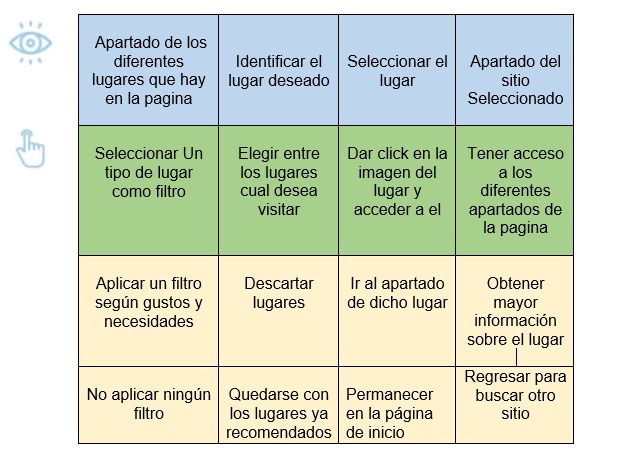 Apartado de los
diferentes
lugares que hay
en la pagina
Identificar el
lugar deseado
Seleccionar el
lugar
Apartado del
sitio
Seleccionado
Seleccionar Un
tipo de lugar
como filtro
Elegir entre
los lugares
cual desea
visitar
Dar click en la
imagen del
lugar y
acceder a el
Tener acceso
a los
diferentes
apartados de
la pagina
Aplicar un filtro
según gustos y
necesidades
Descartar
lugares
Ir al apartado
de dicho lugar
Obtener
mayor
información
sobre el lugar
No aplicar ningún
filtro
Quedarse con
los lugares ya
recomendados
Permanecer
en la página
de inicio
Regresar para
buscar otro
sitio